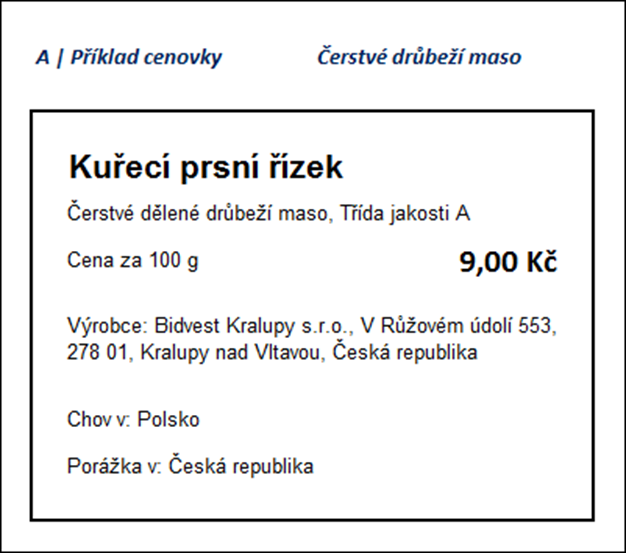 A | Příklad cenovky Čerstvé drůbeží maso
Kuřecí prsní řízek
Čerstvé dělené drůbeží maso, Třída jakosti A
Cena za 100 g 9,00 Kč
Výrobce: Bidvest Kralupy s.r.o., V Růžovém údolí 553,
278 01, Kralupy nad Vltavou, Česká republika
Chov v: Polsko
Porážka v: Česká republika